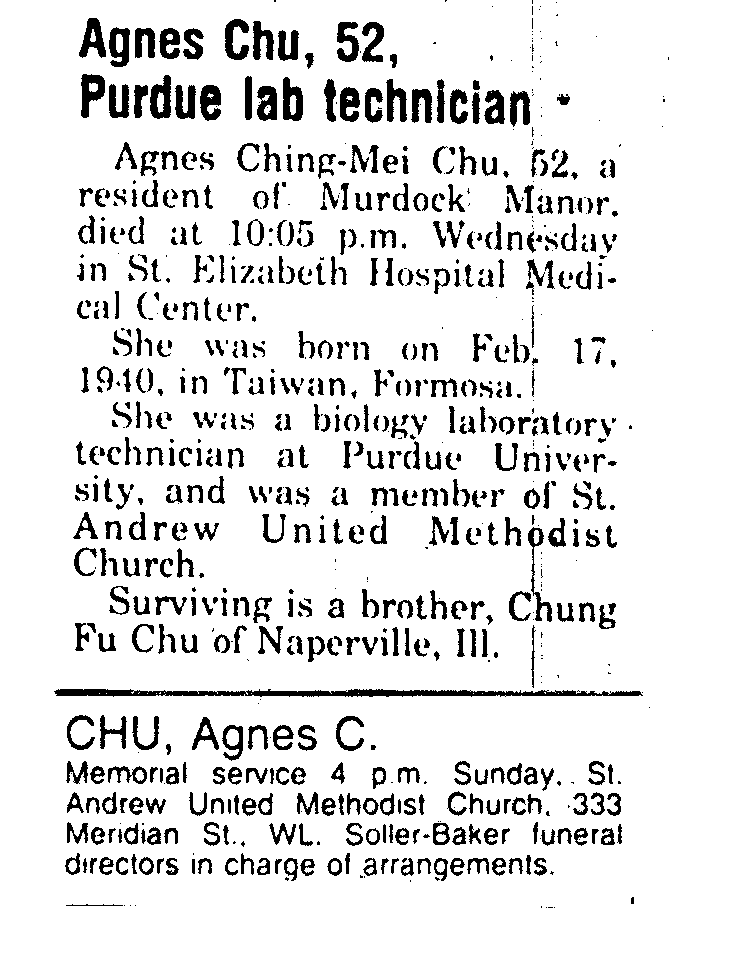 Agnes Chu, 52,
Purdue lab technician
Agnes Ching-Mei Chu, 52, a
resident of Murdock Manor,
died at 10:05 p.m. Wednesday
in St. Elizabeth Hospital Medi-
cal Center.
She was born on Feb. 17,
1940, in Taiwan, Formosa.
She was a biology laboratory
technician at Purdue Univer-
sity, and was a member of St.
Andrew United Methodist
Church.
Surviving is a brother, Chung
Fu Chu of Naperville, Ill.
CHU, Agnes C.
Memorial service 4 p.m. Sunday, St.
Andrew United Methodist Church, 333
Meridian St., WL. Soller-Baker funeral
directors in charge of arrangements.